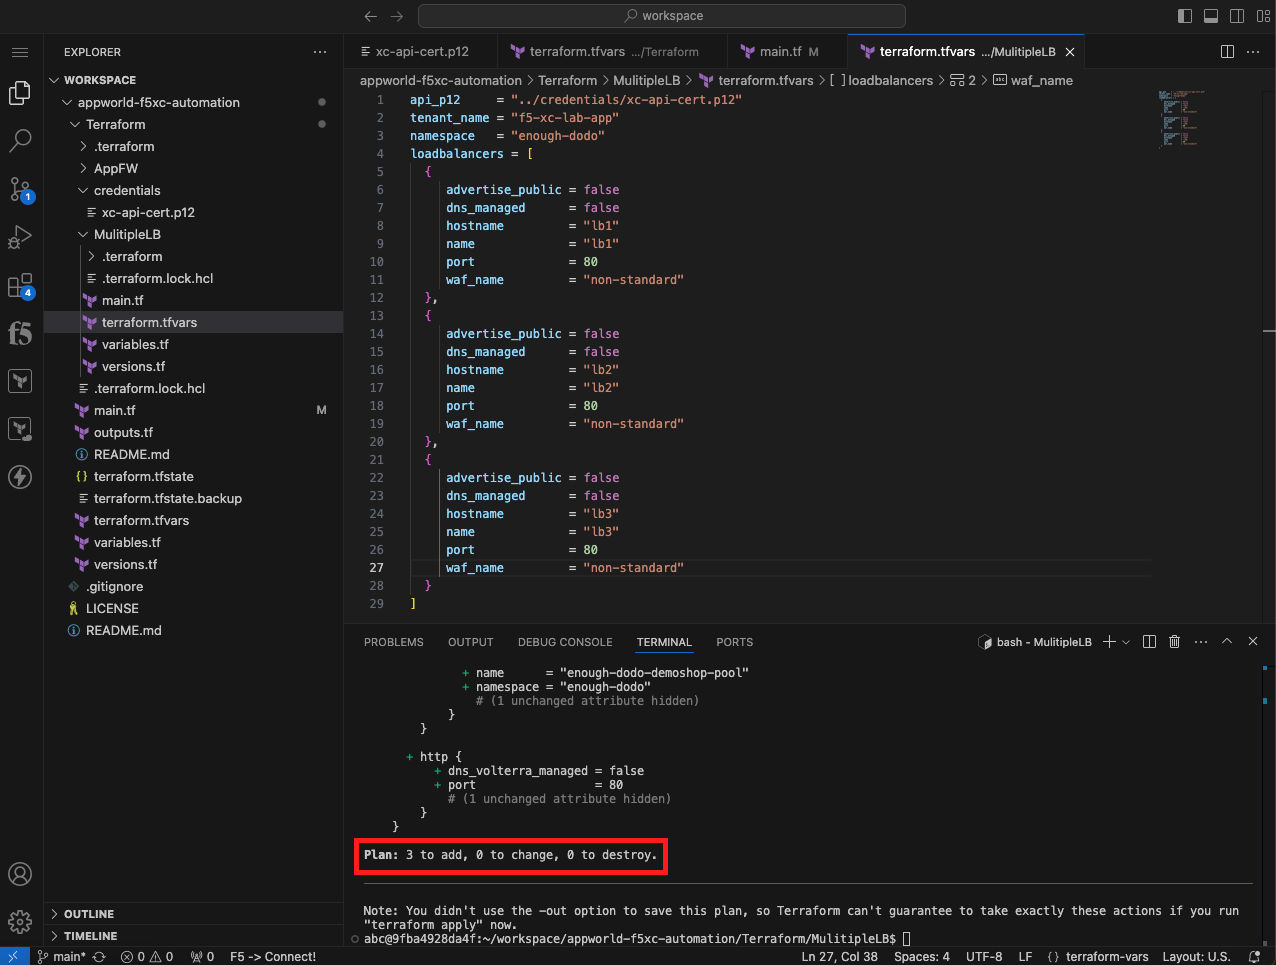 workspace
EXPLORER
WORKSPACE
appworld-f5xc-automation
Terraform
.terraform
AppFW
credentials
xc-api-cert.p12
MulitipleLB
.terraform
.terraform.lock.hcl
main.tf
terraform.tfvars
variables.tf
versions.tf
.terraform.lock.hcl
main.tf M
outputs.tf
README.md
terraform.tfstate
terraform.tfstate.backup
terraform.tfvars
variables.tf
versions.tf
.gitignore
LICENSE
README.md
OUTLINE
TIMELINE
1
4
f5
xc-api-cert.p12 terraform.tfvars .../Terraform main.tf M terraform.tfvars .../MulitipleLB
appworld-f5xc-automation > Terraform > MulitipleLB > terraform.tfvars > [ ] loadbalancers > 2 > abc waf_name
1 api_p12 = "../credentials/xc-api-cert.p12"
2 tenant_name = "f5-xc-lab-app"
3 namespace = "enough-dodo"
4 loadbalancers = [
5 {
6 advertise_public = false
7 dns_managed = false
8 hostname = "lb1"
9 name = "lb1"
10 port = 80
11 waf_name = "non-standard"
12 },
13 {
14 advertise_public = false
15 dns_managed = false
16 hostname = "lb2"
17 name = "lb2"
18 port = 80
19 waf_name = "non-standard"
20 },
21 {
22 advertise_public = false
23 dns_managed = false
24 hostname = "lb3"
25 name = "lb3"
26 port = 80
27 waf_name = "non-standard"
28 }
29 ]
PROBLEMS OUTPUT DEBUG CONSOLE TERMINAL PORTS bash - MulitipleLB
+ name = "enough-dodo-demoshop-pool"
+ namespace = "enough-dodo"
# (1 unchanged attribute hidden)
}
}
+ http {
+ dns_volterra_managed = false
+ port = 80
# (1 unchanged attribute hidden)
}
}
Plan: 3 to add, 0 to change, 0 to destroy.
Note: You didn't use the -out option to save this plan, so Terraform can't guarantee to take exactly these actions if you run
"terraform apply" now.
abc@9fba4928da4f:~/workspace/appworld-f5xc-automation/Terraform/MulitipleLB$
main* 0 0 0 F5 -> Connect! Ln 27, Col 38 Spaces: 4 UTF-8 LF { } terraform-vars Layout: U.S.